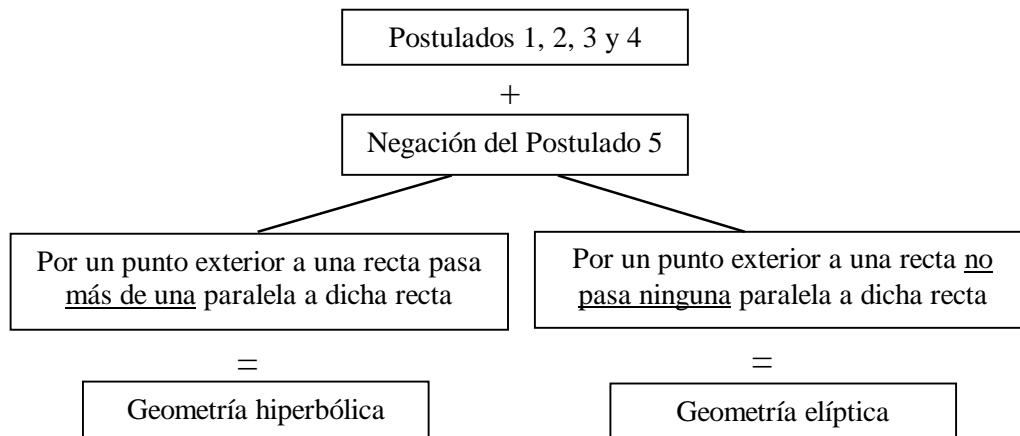 Postulados 1, 2, 3 y 4
+
Negación del Postulado 5
Por un punto exterior a una recta pasa
más de una paralela a dicha recta
=
Geometría hiperbólica
Por un punto exterior a una recta no
pasa ninguna paralela a dicha recta
=
Geometría elíptica